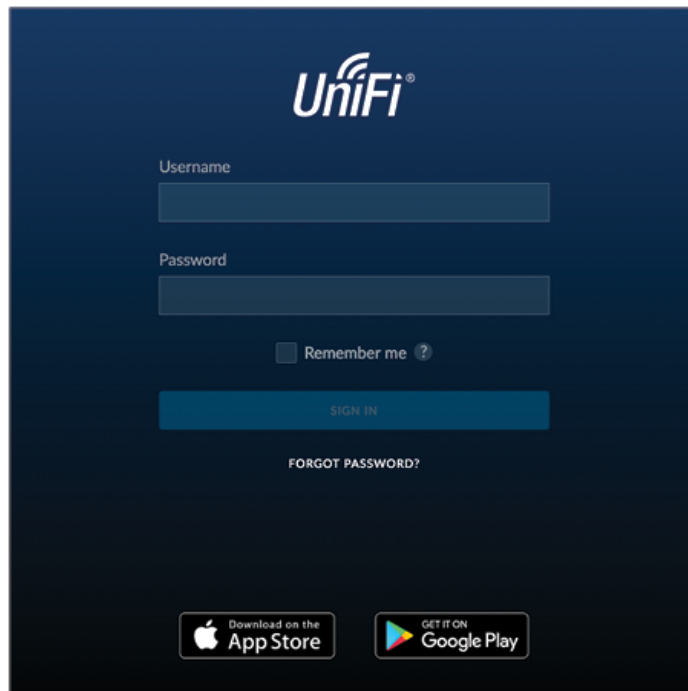 UniFi®
Username
Password
Remember me ?
SIGN IN
FORGOT PASSWORD?
Download on the
App Store
GET IT ON
Google Play